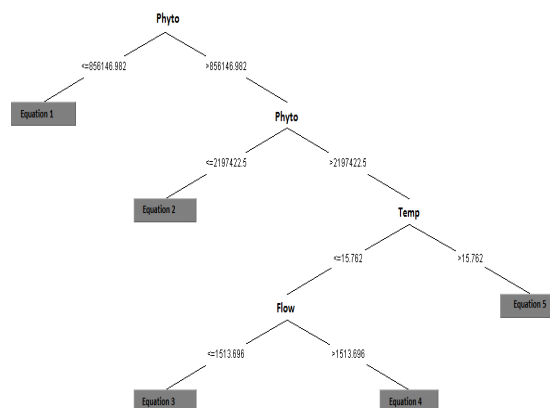 Phyto
<=856146.982 >856146.982
Equation 1
Phyto
<=2197422.5 >2197422.5
Equation 2
Temp
<=15.762 >15.762
Equation 5
Flow
<=1513.696 >1513.696
Equation 3 Equation 4